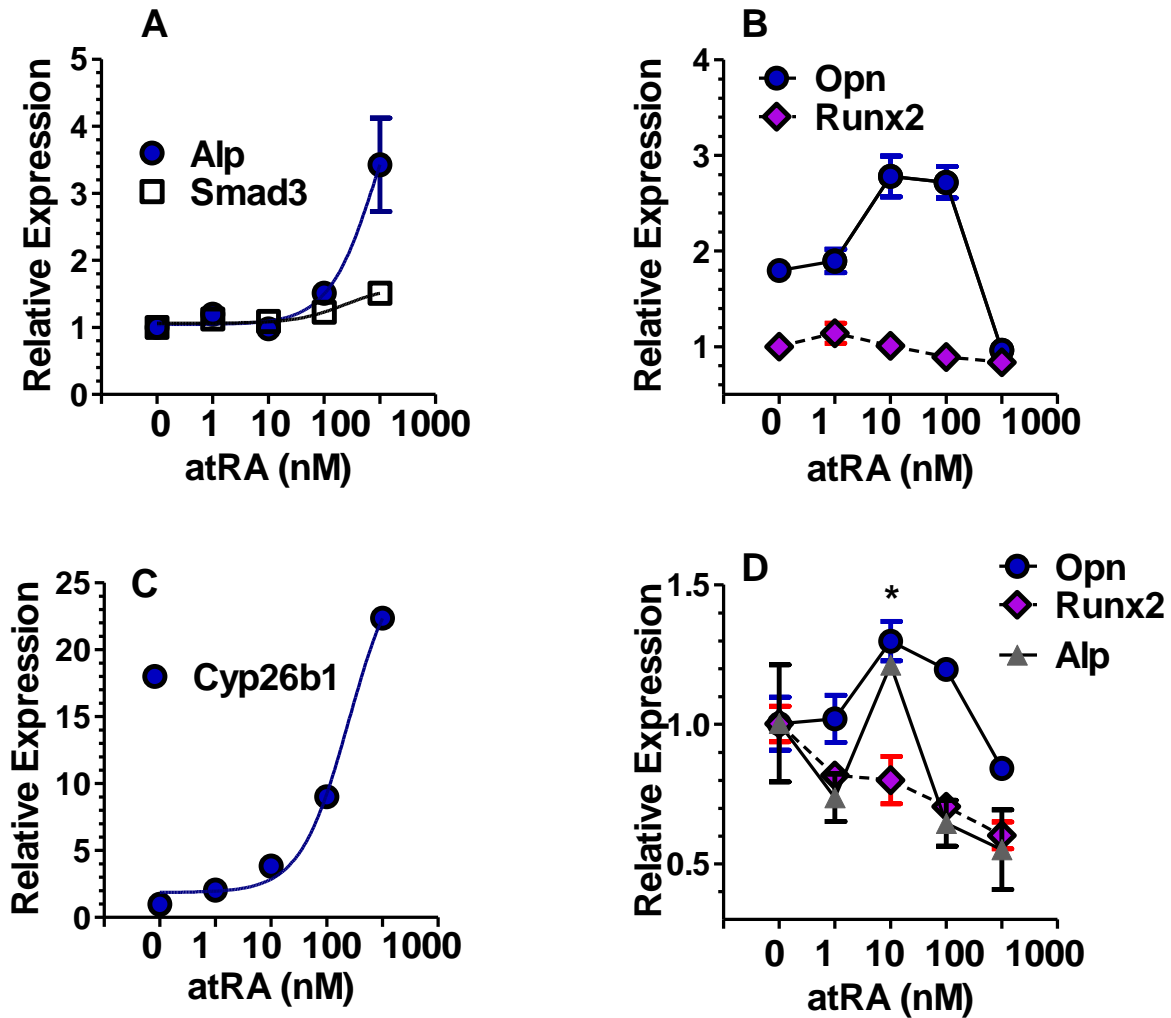 A
Relative Expression
5
4
3
2
1
0
Alp
Smad3
0 1 10 100 1000
atRA (nM)
B
Relative Expression
4
3
2
1
Opn
Runx2
0 1 10 100 1000
atRA (nM)
C
Relative Expression
25
20
15
10
5
0
Cyp26b1
0 1 10 100 1000
atRA (nM)
D
Relative Expression
1.5
1.0
0.5
*
Opn
Runx2
Alp
0 1 10 100 1000
atRA (nM)